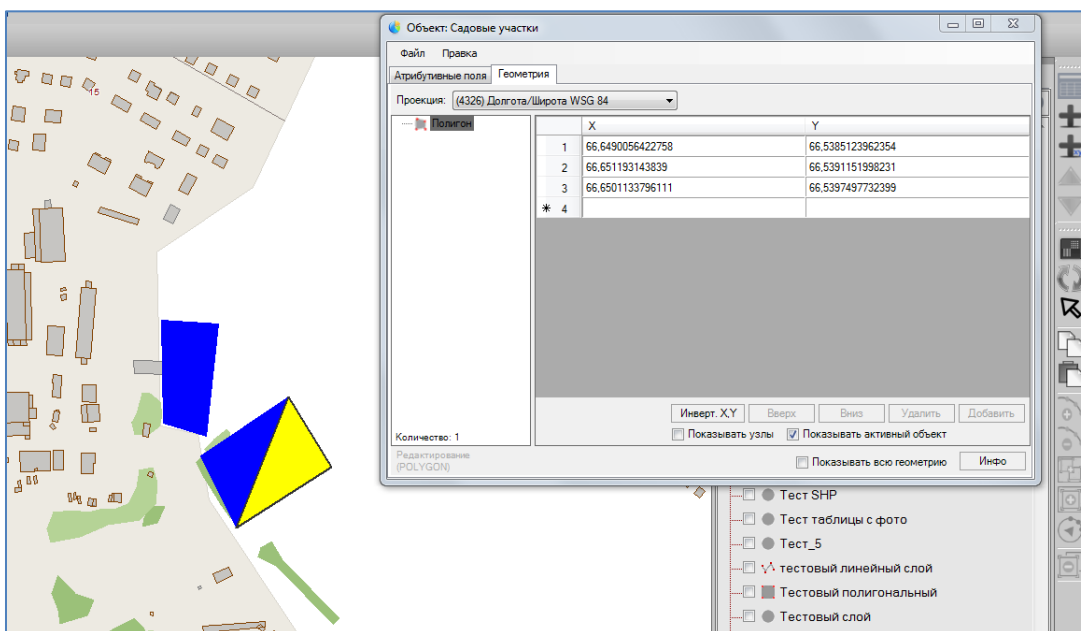 Объект: Садовые участки
Файл Правка
Атрибутивные поля Геометрия
Проекция: (4326) Долгота/Широта WSG 84
Полигон
X Y
1 66,6490056422758 66,5385123962354
2 66,651193143839 66,5391151998231
3 66,6501133796111 66,5397497732399
* 4
Инверт. X,Y Вверх Вниз Удалить Добавить
Количество: 1
Показывать узлы Показывать активный объект
Редактирование
(POLYGON)
Показывать всю геометрию Инфо
15
Тест SHP
Тест таблицы с фото
Тест_5
тестовый линейный слой
Тестовый полигональный
Тестовый слой